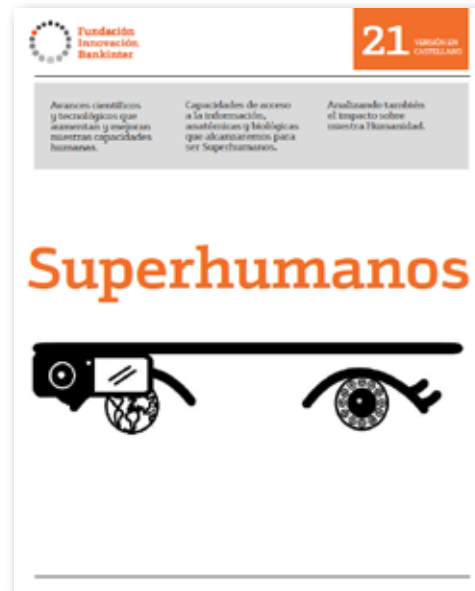 Fundación
Innovación
Bankinter
21
VERSIÓN EN
CASTELLANO
Avances científicos
y tecnológicos que
aumentan y mejoran
nuestras capacidades
humanas.
Capacidades de acceso
a la información,
anatómicas y biológicas
que alcanzaremos para
ser Superhumanos.
Analizando también
el impacto sobre
nuestra Humanidad.
Superhumanos